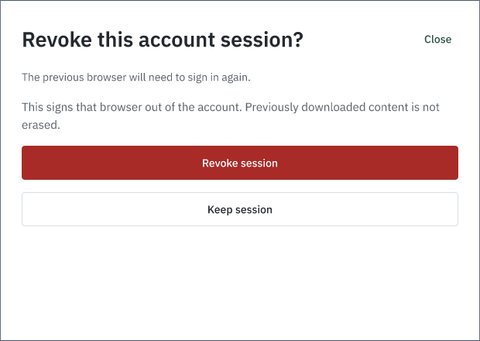 Revoke this account session?
Close
The previous browser will need to sign in again.
This signs that browser out of the account. Previously downloaded content is not
erased.
Revoke session
Keep session